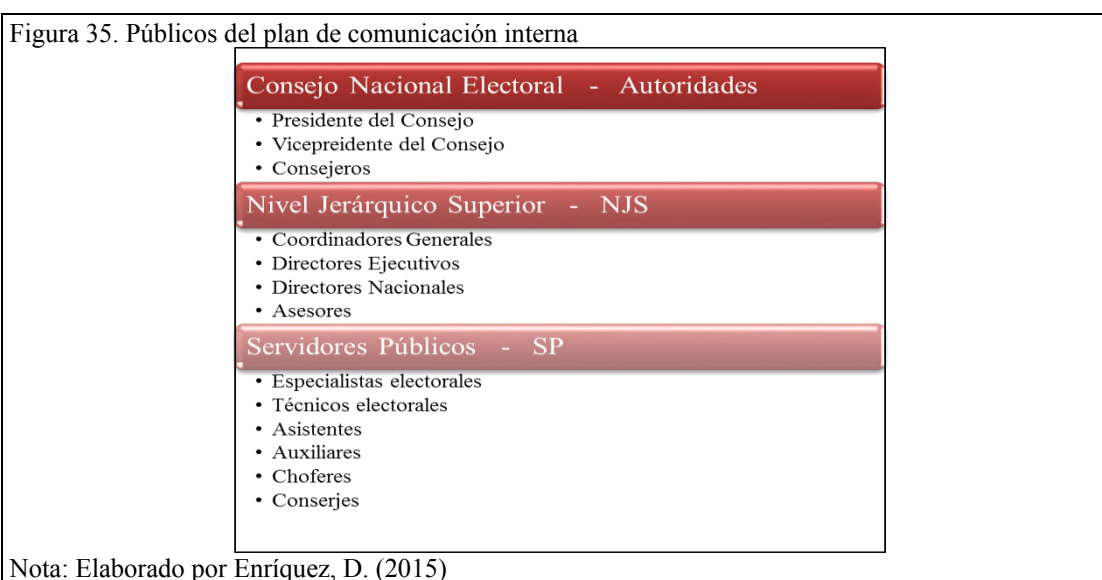 Figura 35. Públicos del plan de comunicación interna
Consejo Nacional Electoral - Autoridades
• Presidente del Consejo
• Vicepreidente del Consejo
• Consejeros
Nivel Jerárquico Superior - NJS
• Coordinadores Generales
• Directores Ejecutivos
• Directores Nacionales
• Asesores
Servidores Públicos - SP
• Especialistas electorales
• Técnicos electorales
• Asistentes
• Auxiliares
• Choferes
• Conserjes
Nota: Elaborado por Enríquez, D. (2015)